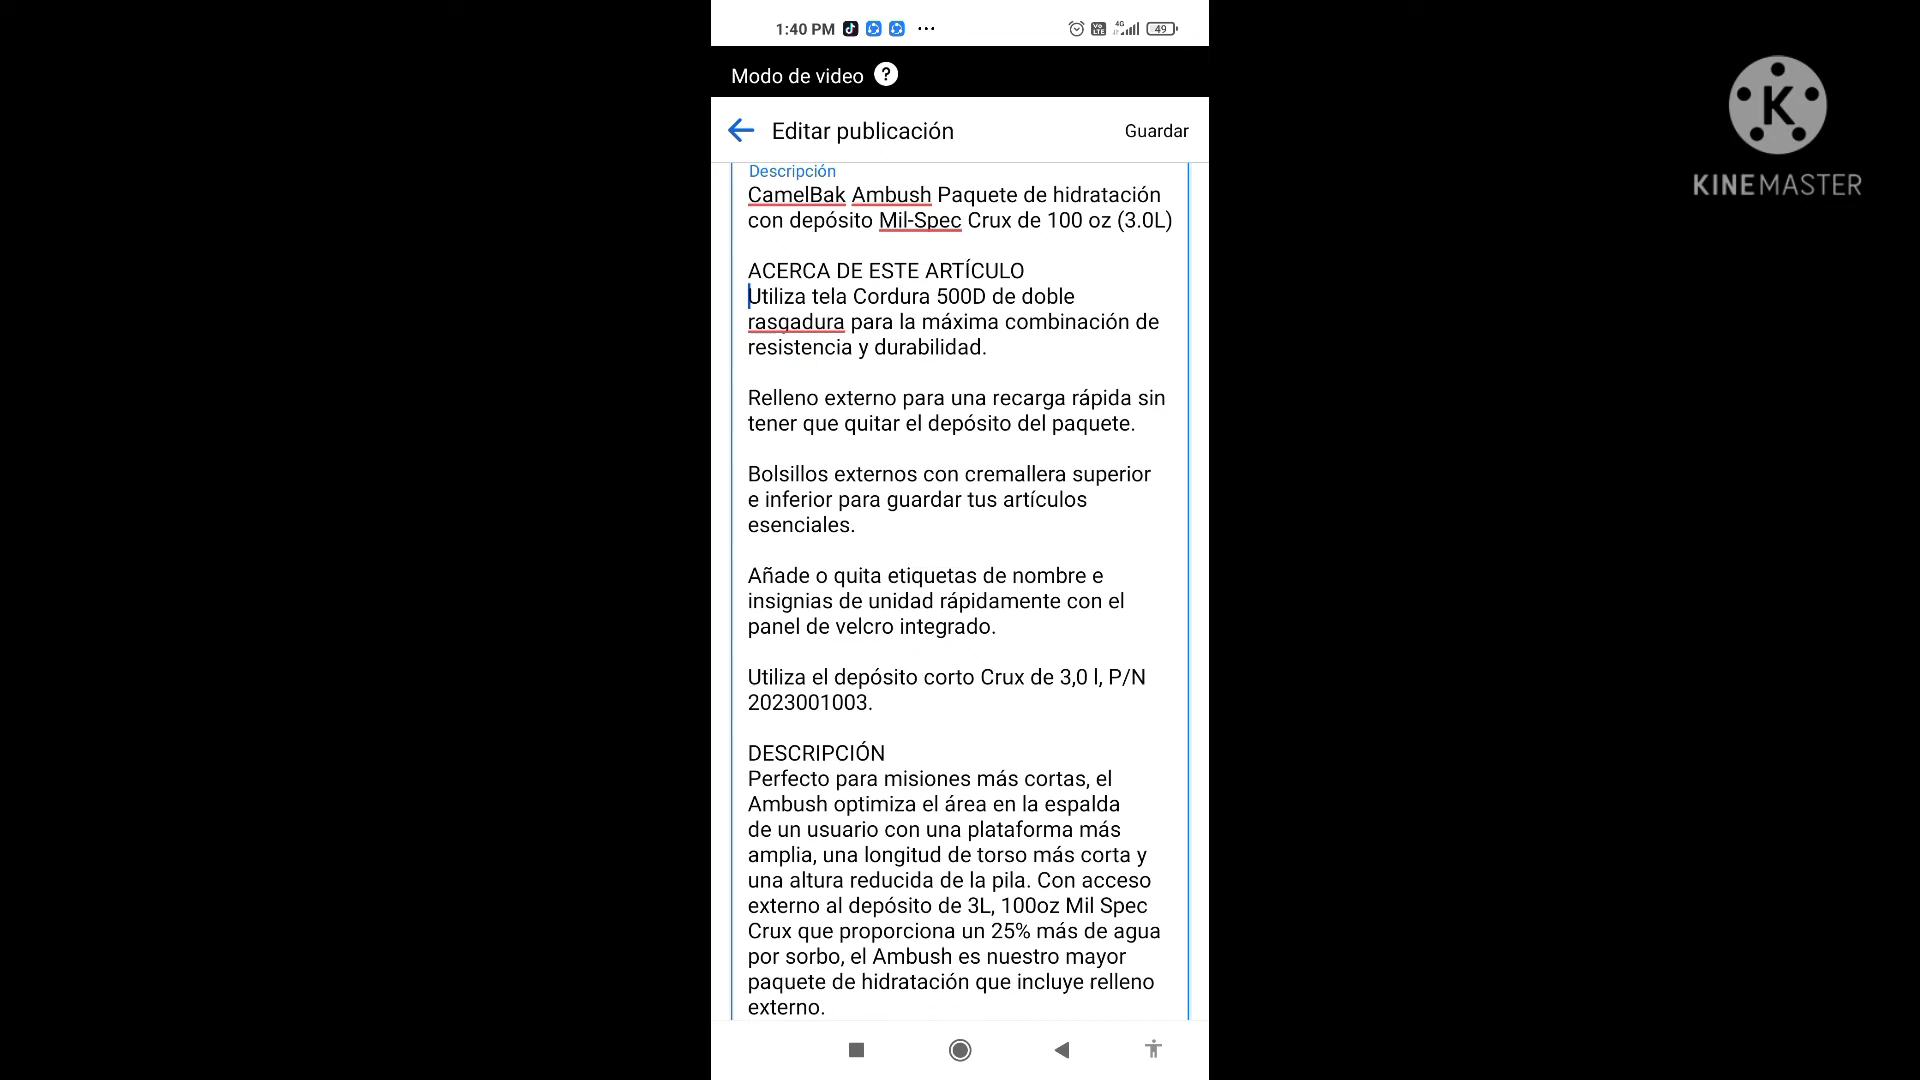 1:40 PM
49
Modo de video ?
Editar publicación
Guardar
Descripción
CamelBak Ambush Paquete de hidratación
con depósito Mil-Spec Crux de 100 oz (3.0L)
ACERCA DE ESTE ARTÍCULO
Utiliza tela Cordura 500D de doble
rasgadura para la máxima combinación de
resistencia y durabilidad.
Relleno externo para una recarga rápida sin
tener que quitar el depósito del paquete.
Bolsillos externos con cremallera superior
e inferior para guardar tus artículos
esenciales.
Añade o quita etiquetas de nombre e
insignias de unidad rápidamente con el
panel de velcro integrado.
Utiliza el depósito corto Crux de 3,0 l, P/N
2023001003.
DESCRIPCIÓN
Perfecto para misiones más cortas, el
Ambush optimiza el área en la espalda
de un usuario con una plataforma más
amplia, una longitud de torso más corta y
una altura reducida de la pila. Con acceso
externo al depósito de 3L, 100oz Mil Spec
Crux que proporciona un 25% más de agua
por sorbo, el Ambush es nuestro mayor
paquete de hidratación que incluye relleno
externo.
K
KINEMASTER